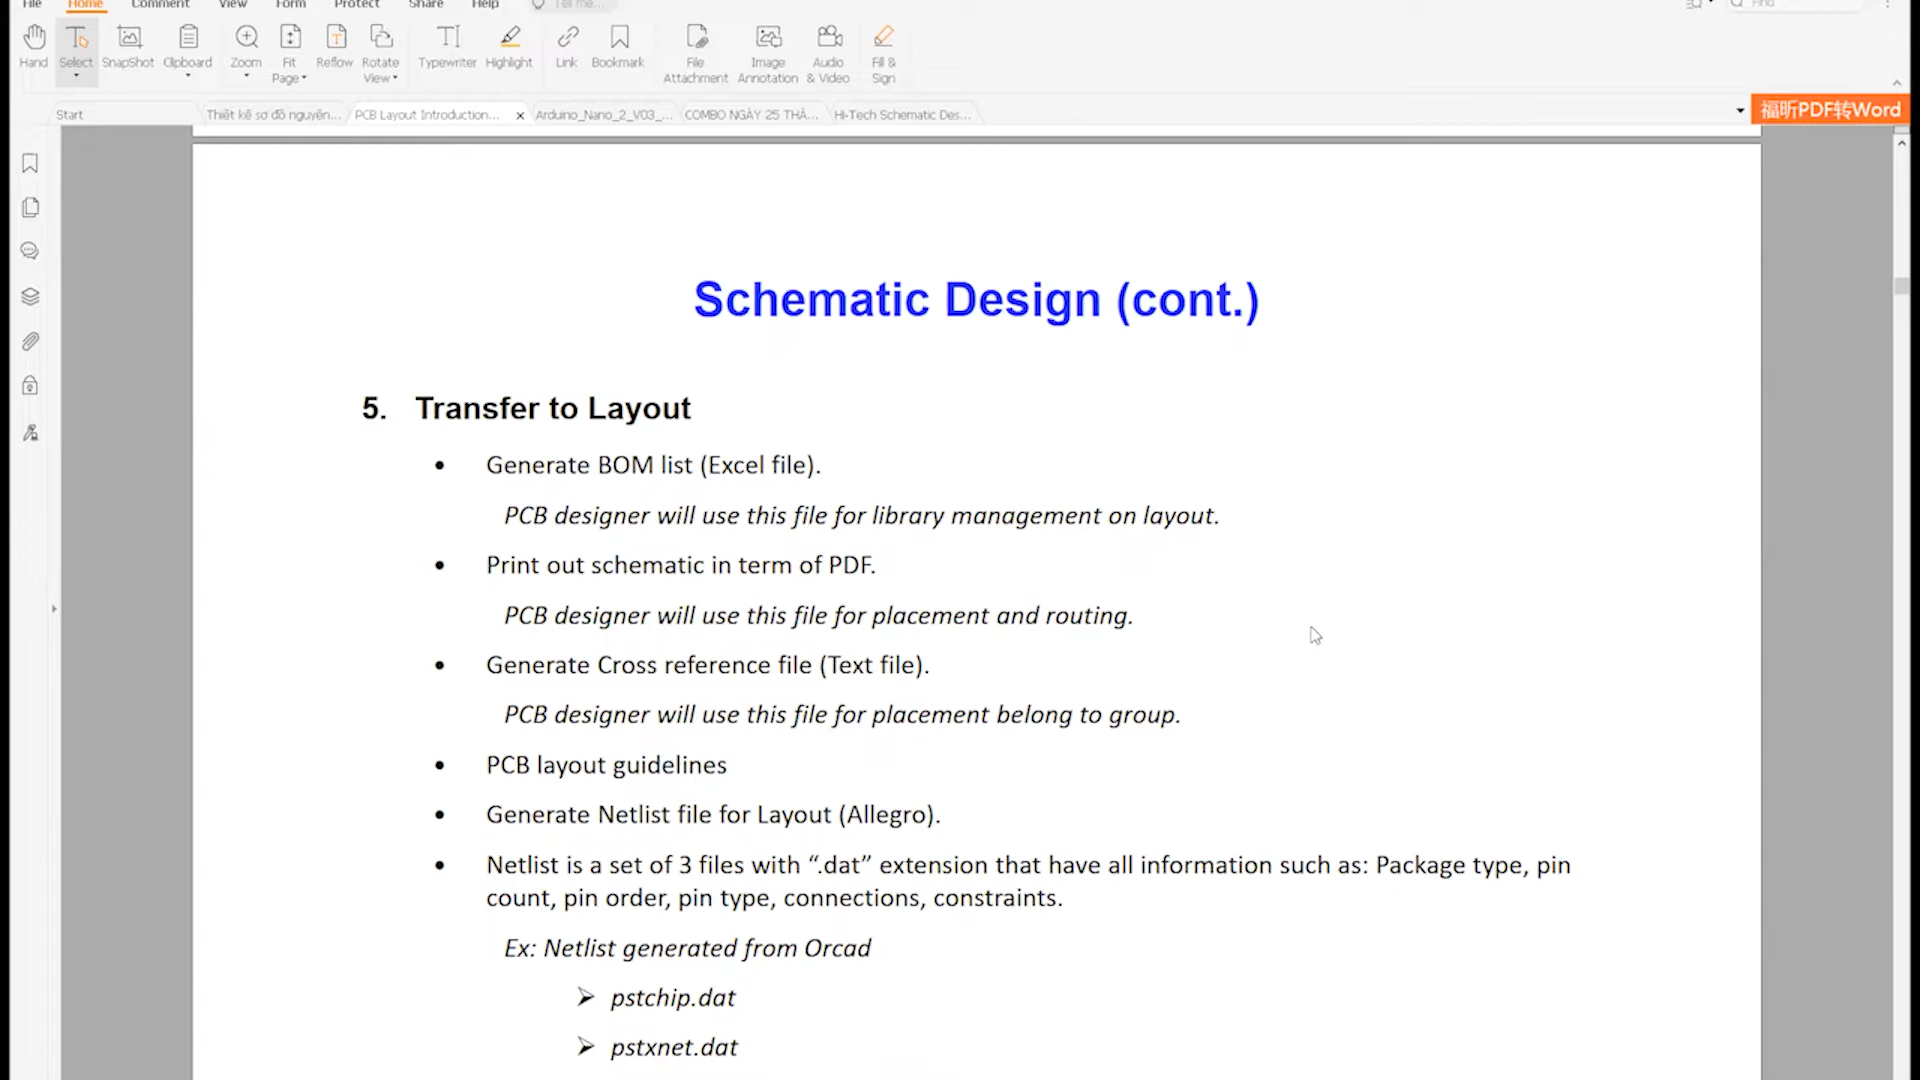 File Home Comment View Form Protect Share Help Tell me... Find
Hand Select SnapShot Clipboard Zoom Fit Page Reflow Rotate View Typewriter Highlight Link Bookmark File Attachment Image Annotation Audio & Video Fill & Sign
Start Thiết kế sơ đồ nguyên... PCB Layout Introduction... Arduino_Nano_2_V03_... COMBO NGÀY 25 THÁ... Hi-Tech Schematic Des... 福昕PDF转Word
Schematic Design (cont.)
5. Transfer to Layout
• Generate BOM list (Excel file).
PCB designer will use this file for library management on layout.
• Print out schematic in term of PDF.
PCB designer will use this file for placement and routing.
• Generate Cross reference file (Text file).
PCB designer will use this file for placement belong to group.
• PCB layout guidelines
• Generate Netlist file for Layout (Allegro).
• Netlist is a set of 3 files with “.dat” extension that have all information such as: Package type, pin
count, pin order, pin type, connections, constraints.
Ex: Netlist generated from Orcad
➢ pstchip.dat
➢ pstxnet.dat